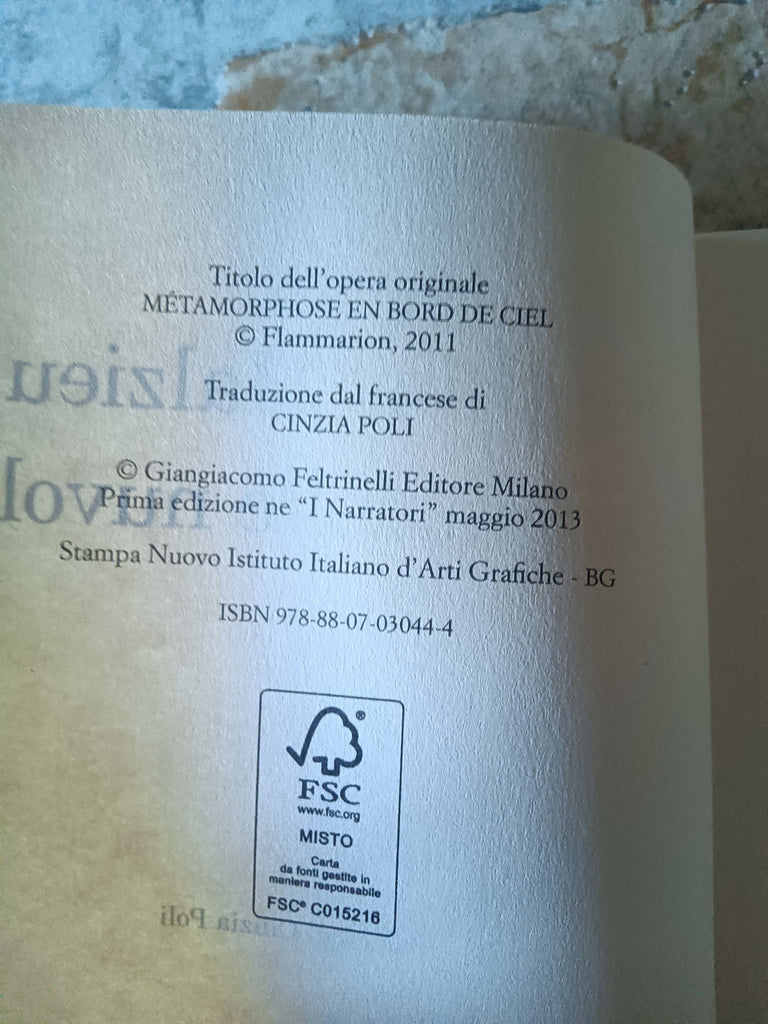 Titolo dell'opera originale
MÉTAMORPHOSE EN BORD DE CIEL
© Flammarion, 2011
Traduzione dal francese di
CINZIA POLI
© Giangiacomo Feltrinelli Editore Milano
Prima edizione ne “I Narratori” maggio 2013
Stampa Nuovo Istituto Italiano d'Arti Grafiche - BG
ISBN 978-88-07-03044-4
®
FSC
www.fsc.org
MISTO
Carta
da fonti gestite in
maniera responsabile
FSC® C015216